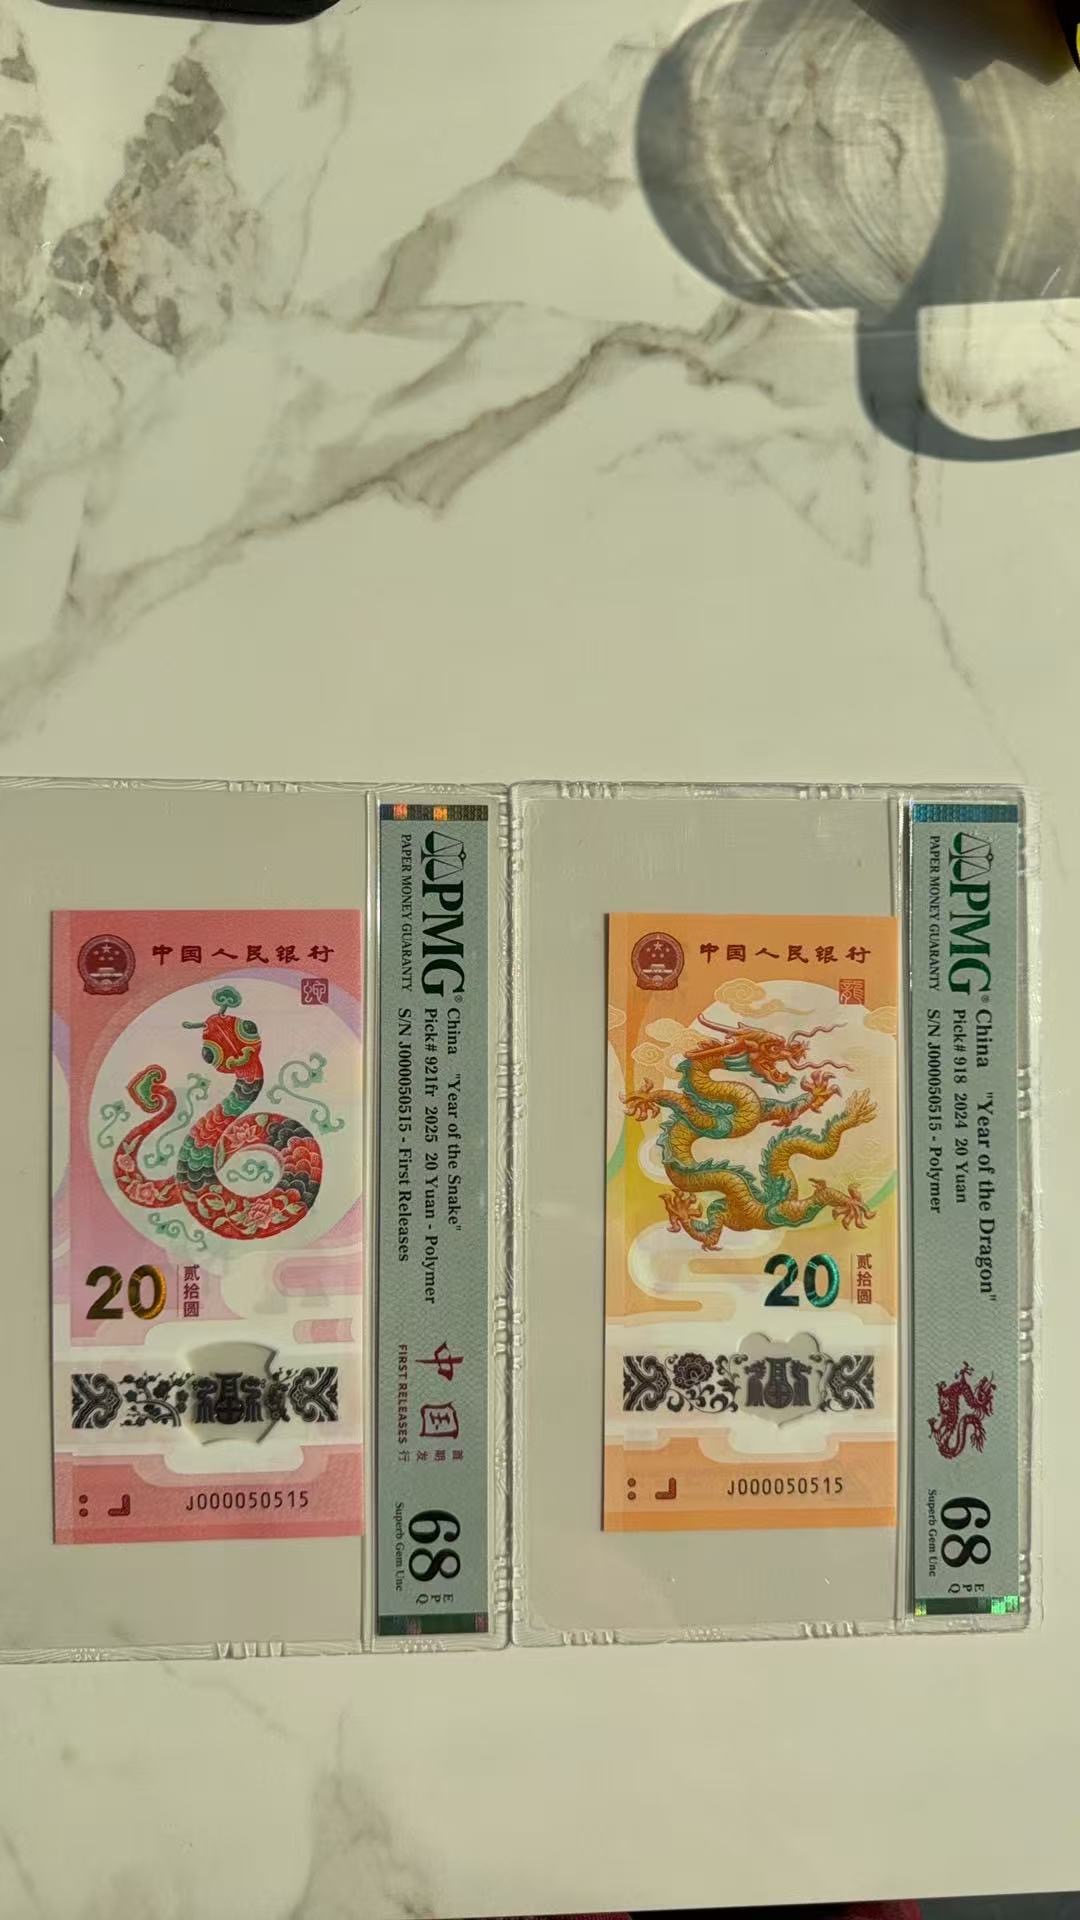 中国人民银行
蛇
20
贰拾圆
J000050515
PMG®
PAPER MONEY GUARANTY
China "Year of the Snake"
Pick# 921fr 2025 20 Yuan - Polymer
S/N J000050515 - First Releases
中国
FIRST RELEASES
首期发行
68 EPQ
Superb Gem Unc
中国人民银行
龍
20
贰拾圆
J000050515
PMG®
PAPER MONEY GUARANTY
China "Year of the Dragon"
Pick# 918 2024 20 Yuan
S/N J000050515 - Polymer
68 EPQ
Superb Gem Unc